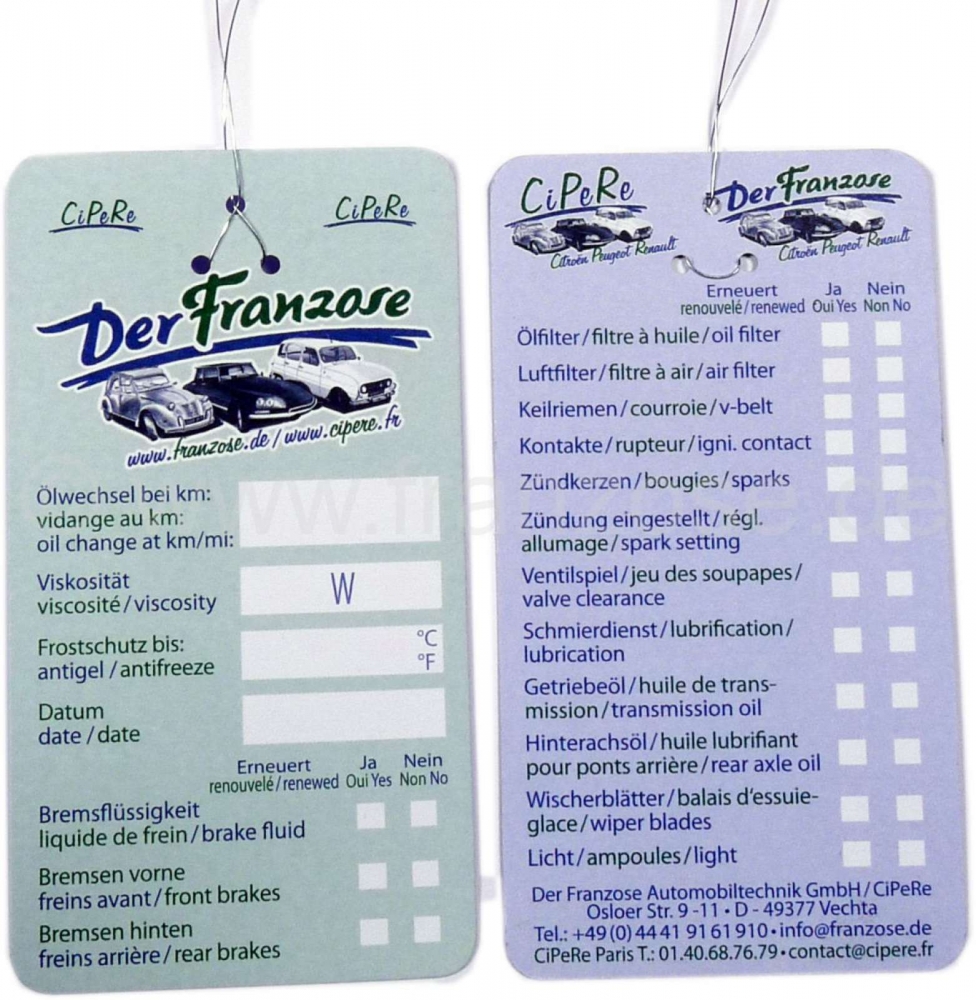 CiPeRe
CiPeRe
Der Franzose
www.franzose.de / www.cipere.fr
Ölwechsel bei km:
vidange au km:
oil change at km/mi:
Viskosität
viscosité / viscosity
W
Frostschutz bis:
antigel / antifreeze
°C
°F
Datum
date / date
Erneuert Ja Nein
renouvelé / renewed Oui Yes Non No
Bremsflüssigkeit
liquide de frein / brake fluid
Bremsen vorne
freins avant / front brakes
Bremsen hinten
freins arrière / rear brakes
CiPeRe
Citroën Peugeot Renault
Der Franzose
Citroën Peugeot Renault
Erneuert Ja Nein
renouvelé / renewed Oui Yes Non No
Ölfilter / filtre à huile / oil filter
Luftfilter / filtre à air / air filter
Keilriemen / courroie / v-belt
Kontakte / rupteur / igni. contact
Zündkerzen / bougies / sparks
Zündung eingestellt / régl.
allumage / spark setting
Ventilspiel / jeu des soupapes /
valve clearance
Schmierdienst / lubrification /
lubrication
Getriebeöl / huile de trans-
mission / transmission oil
Hinterachsöl / huile lubrifiant
pour ponts arrière / rear axle oil
Wischerblätter / balais d'essuie-
glace / wiper blades
Licht / ampoules / light
Der Franzose Automobiltechnik GmbH / CiPeRe
Osloer Str. 9 -11 • D - 49377 Vechta
Tel.: +49 (0) 44 41 9 161 910 • info@franzose.de
CiPeRe Paris T.: 01.40.68.76.79 • contact@cipere.fr
www.franzose.de